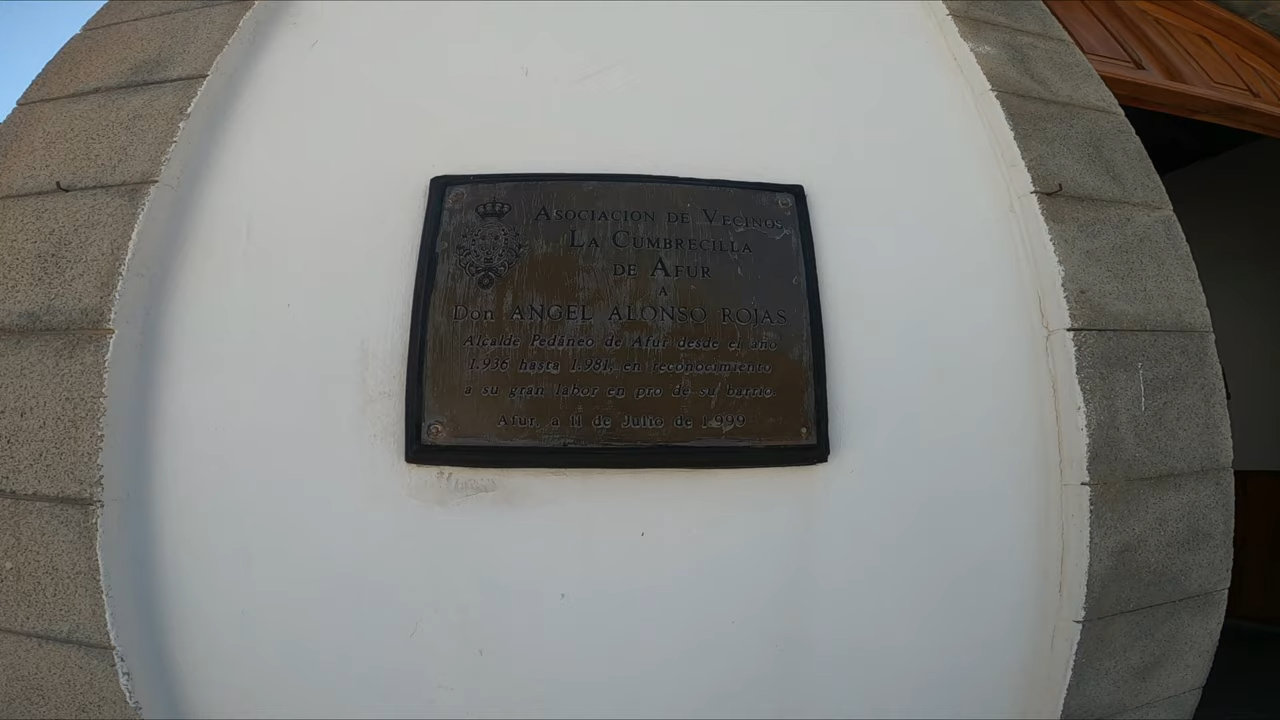 ASOCIACION DE VECINOS
LA CUMBRECILLA
DE AFUR
A
Don ANGEL ALONSO ROJAS
Alcalde Pedáneo de Afur desde el año
1.936 hasta 1.981, en reconocimiento
a su gran labor en pro de su barrio.
Afur, a 11 de Julio de 1.999